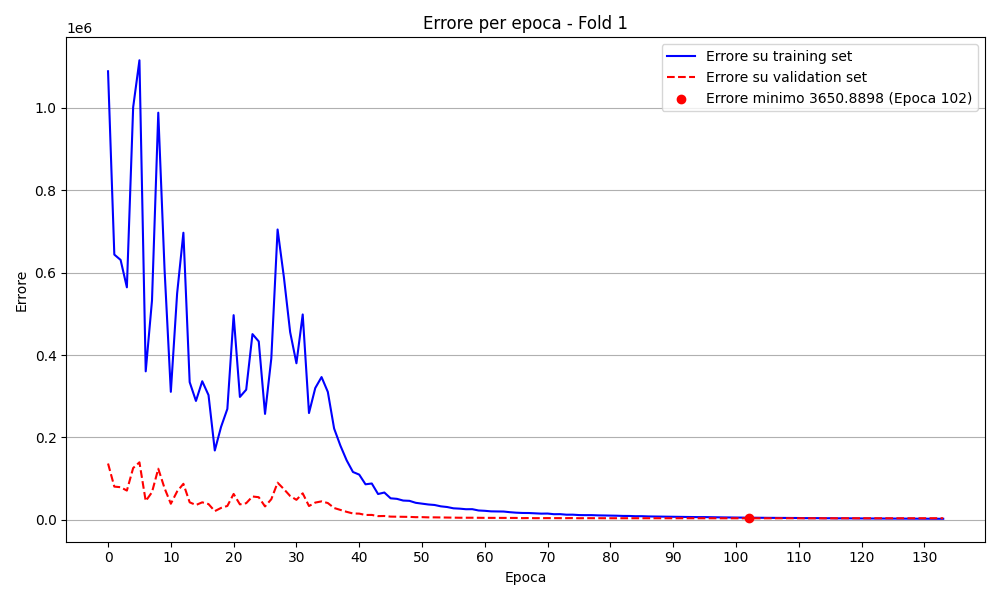 Errore per epoca - Fold 1
1e6
Errore su training set
Errore su validation set
Errore minimo 3650.8898 (Epoca 102)
1.0
0.8
0.6
0.4
0.2
0.0
Errore
0 10 20 30 40 50 60 70 80 90 100 110 120 130
Epoca